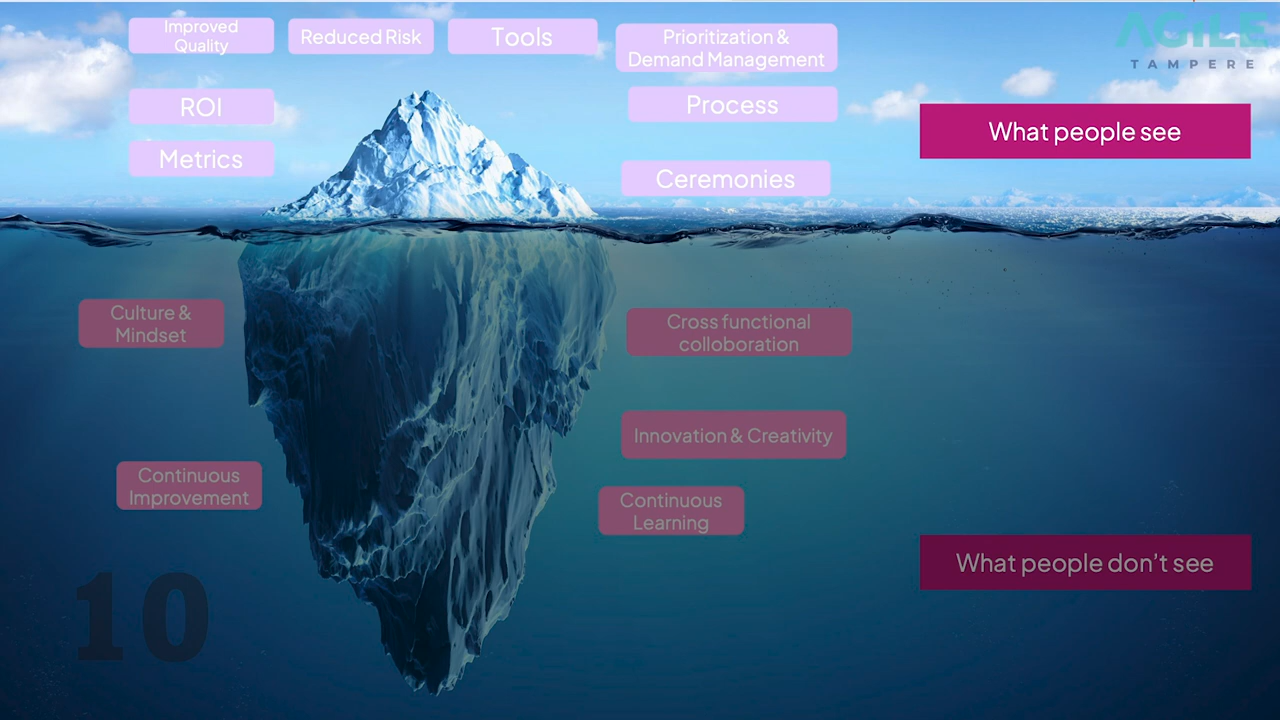 Improved
Quality
Reduced Risk
Tools
Prioritization &
Demand Management
AGiLE
TAMPERE
ROI
Process
What people see
Metrics
Ceremonies
Culture &
Mindset
Cross functional
colloboration
Innovation & Creativity
Continuous
Improvement
Continuous
Learning
What people don’t see
10